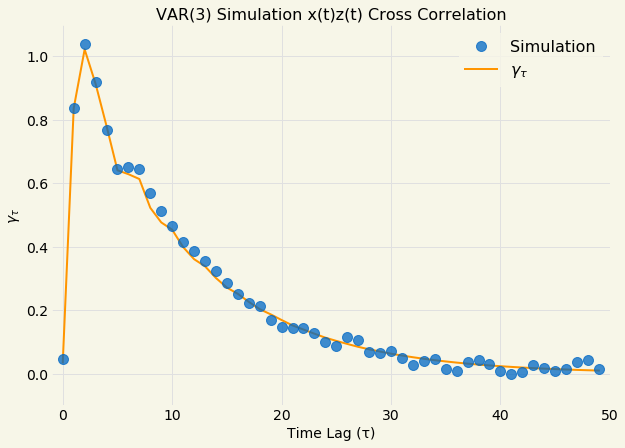 VAR(3) Simulation x(t)z(t) Cross Correlation
Simulation
γτ
1.0
0.8
0.6
0.4
0.2
0.0
γτ
0 10 20 30 40 50
Time Lag (τ)